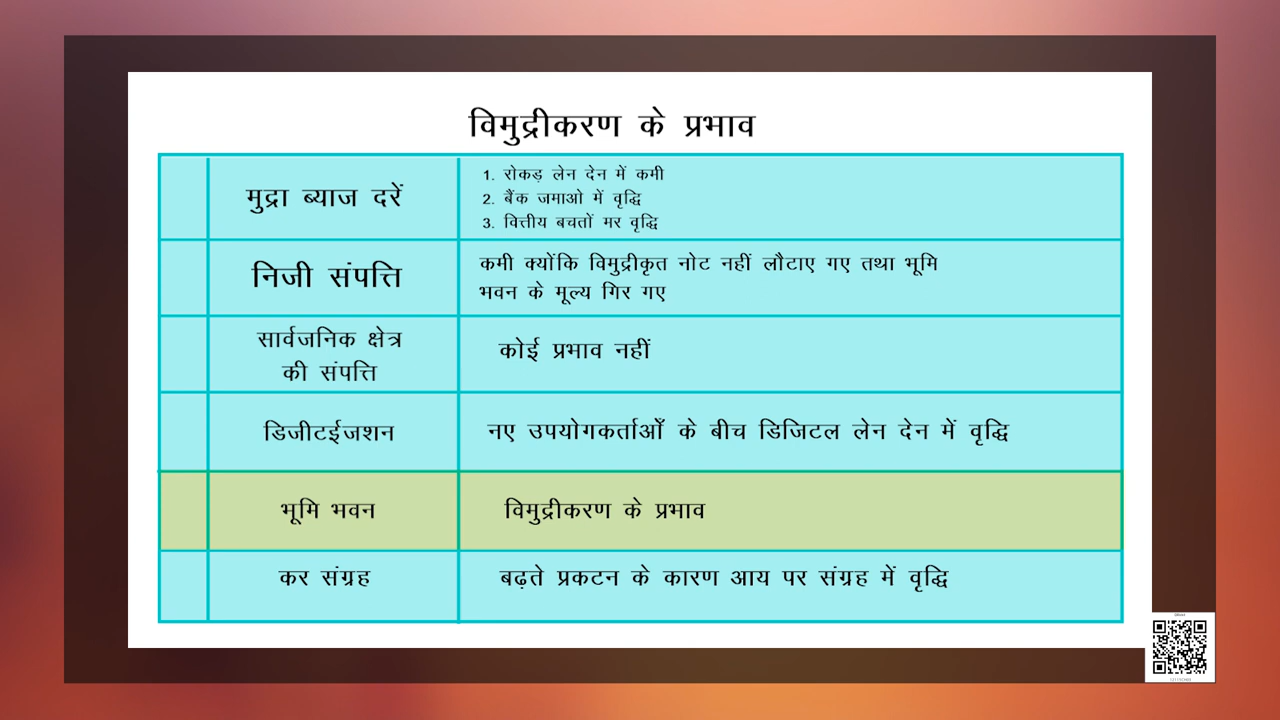 विमुद्रीकरण के प्रभाव
मुद्रा ब्याज दरें
1. रोकड़ लेन देन में कमी
2. बैंक जमाओ में वृद्धि
3. वित्तीय बचतों मर वृद्धि
निजी संपत्ति
कमी क्योंकि विमुद्रीकृत नोट नहीं लौटाए गए तथा भूमि
भवन के मूल्य गिर गए
सार्वजनिक क्षेत्र
की संपत्ति
कोई प्रभाव नहीं
डिजीटईजशन
नए उपयोगकर्ताओँ के बीच डिजिटल लेन देन में वृद्धि
भूमि भवन
विमुद्रीकरण के प्रभाव
कर संग्रह
बढ़ते प्रकटन के कारण आय पर संग्रह में वृद्धि